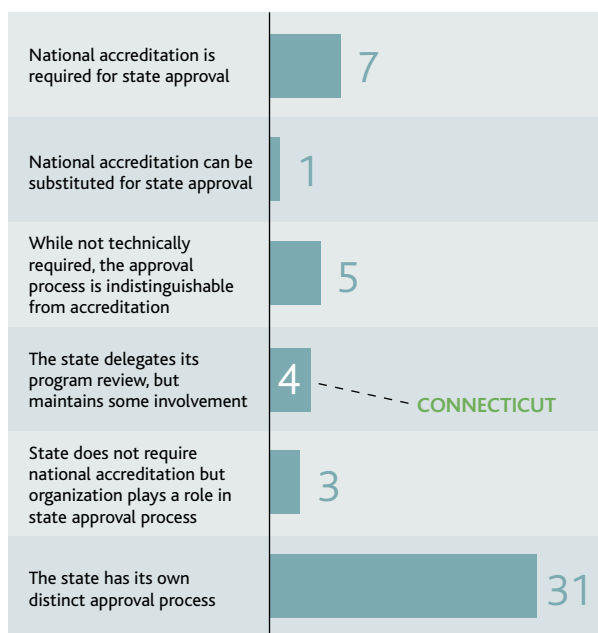 National accreditation is
required for state approval
7
National accreditation can be
substituted for state approval
1
While not technically
required, the approval
process is indistinguishable
from accreditation
5
The state delegates its
program review, but
maintains some involvement
4
CONNECTICUT
State does not require
national accreditation but
organization plays a role in
state approval process
3
The state has its own
distinct approval process
31